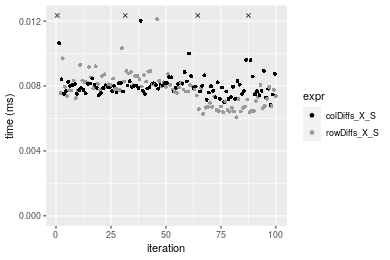 0.012
0.008
0.004
0.000
time (ms)
0
25
50
75
100
iteration
expr
colDiffs_X_S
rowDiffs_X_S